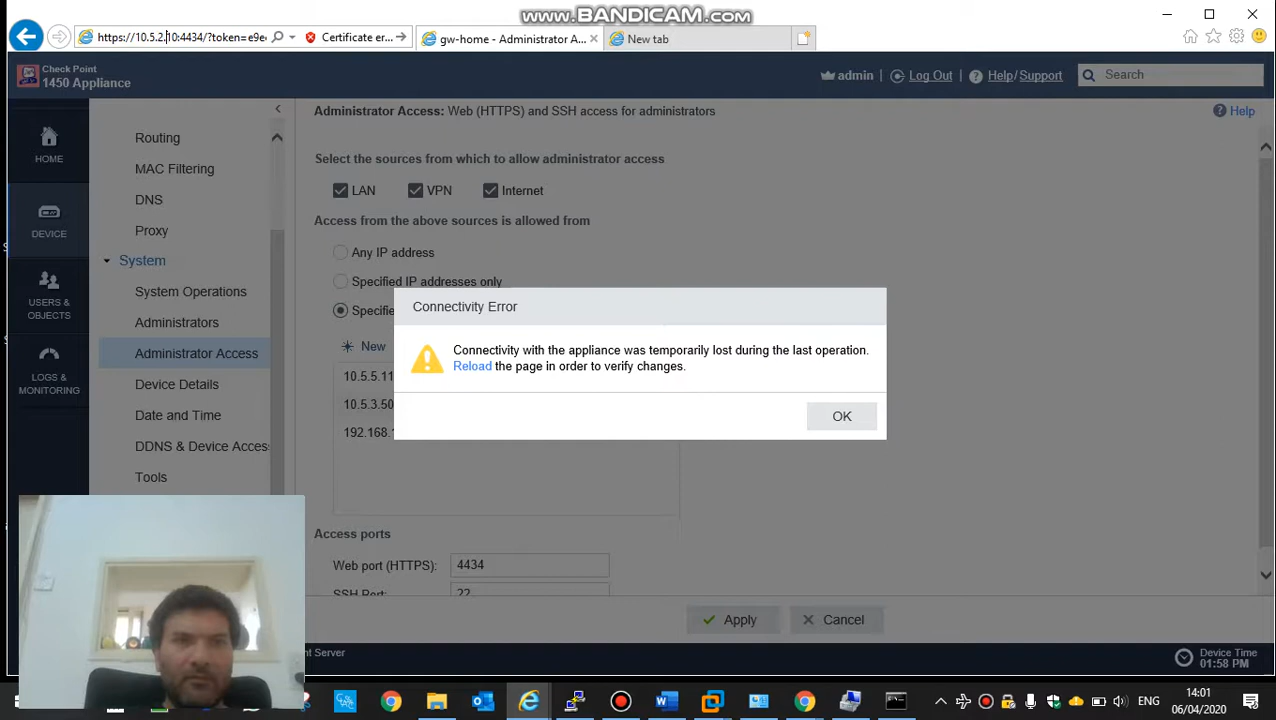 www.BANDICAM.com
https://10.5.2.10:4434/?token=e9e
Certificate er...
gw-home - Administrator A...
New tab
Check Point
1450 Appliance
admin
Log Out
Help/Support
Search
HOME
DEVICE
USERS &
OBJECTS
LOGS &
MONITORING
Routing
MAC Filtering
DNS
Proxy
System
System Operations
Administrators
Administrator Access
Device Details
Date and Time
DDNS & Device Access
Tools
Administrator Access: Web (HTTPS) and SSH access for administrators
Help
Select the sources from which to allow administrator access
LAN
VPN
Internet
Access from the above sources is allowed from
Any IP address
Specified IP addresses only
Specifie
New
10.5.5.11
10.5.3.50
192.168.
Connectivity Error
Connectivity with the appliance was temporarily lost during the last operation.
Reload the page in order to verify changes.
OK
Access ports
Web port (HTTPS):
4434
SSH Port:
22
Apply
Cancel
nt Server
Device Time
01:58 PM
ENG
14:01
06/04/2020